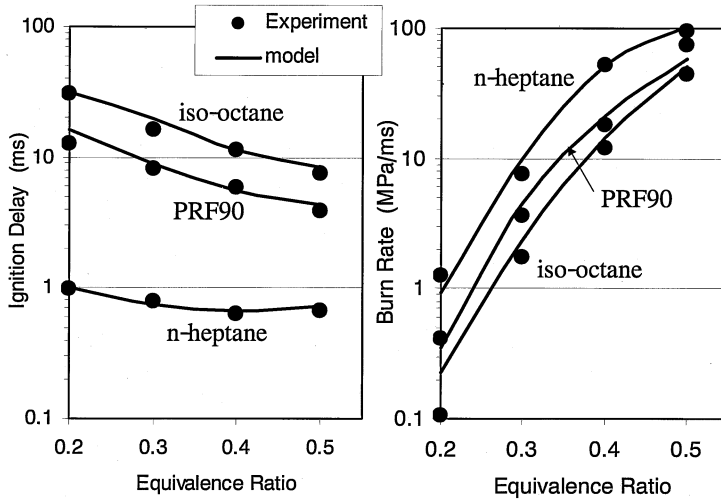 Experiment
model
Ignition Delay (ms)
100
10
1
0.1
iso-octane
PRF90
n-heptane
0.2 0.3 0.4 0.5
Equivalence Ratio
Burn Rate (MPa/ms)
100
10
1
0.1
n-heptane
PRF90
iso-octane
0.2 0.3 0.4 0.5
Equivalence Ratio